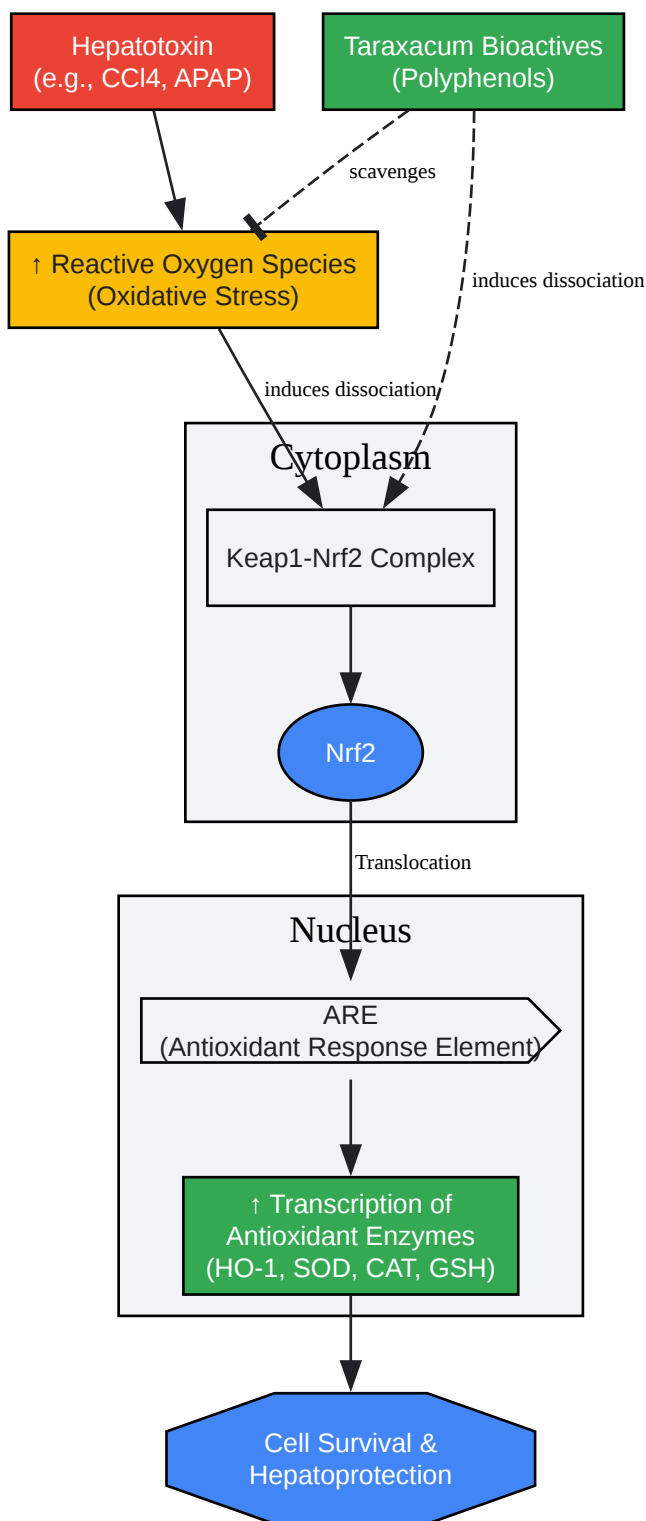 Hepatotoxin
(e.g., CCl4, APAP)
Taraxacum Bioactives
(Polyphenols)
scavenges
↑ Reactive Oxygen Species
(Oxidative Stress)
induces dissociation
induces dissociation
Cytoplasm
Keap1-Nrf2 Complex
Nrf2
Translocation
Nucleus
ARE
(Antioxidant Response Element)
↑ Transcription of
Antioxidant Enzymes
(HO-1, SOD, CAT, GSH)
Cell Survival &
Hepatoprotection